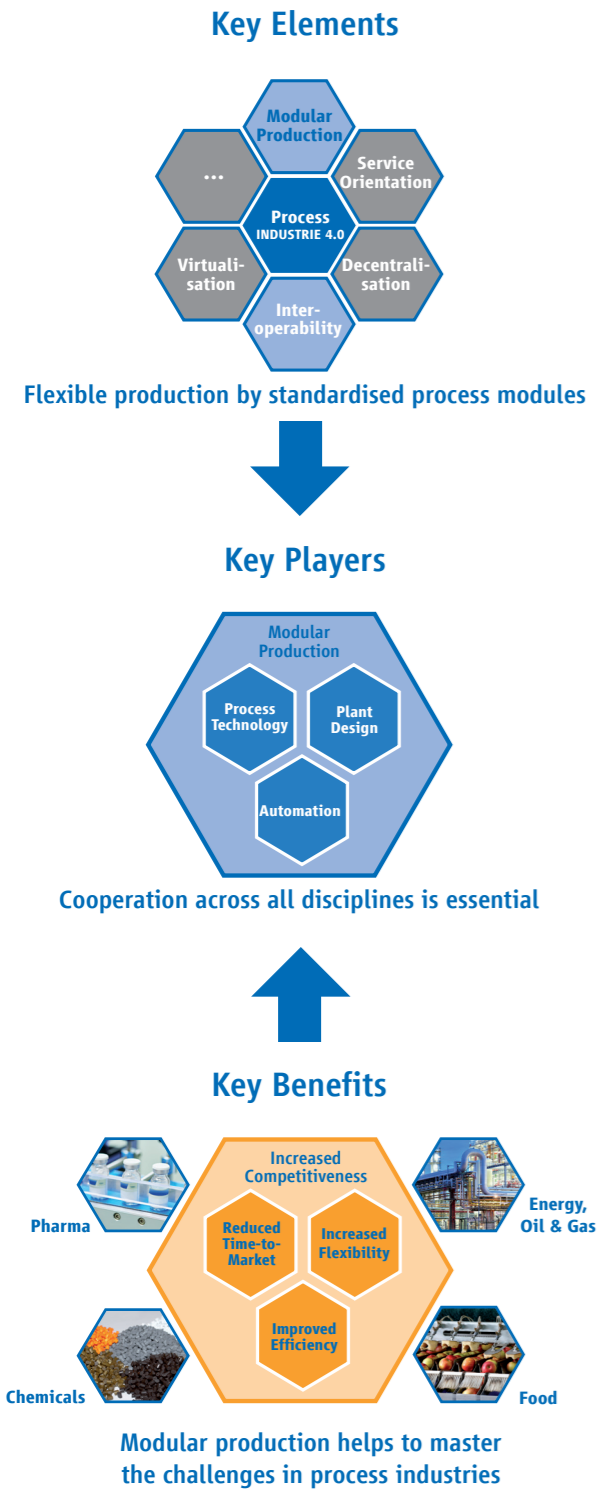 Key Elements
Modular
Production
...
Service
Orientation
Process
INDUSTRIE 4.0
Virtuali-
sation
Decentrali-
sation
Inter-
operability
Flexible production by standardised process modules
Key Players
Modular
Production
Process
Technology
Plant
Design
Automation
Cooperation across all disciplines is essential
Key Benefits
Increased
Competitiveness
Pharma
Energy,
Oil & Gas
Reduced
Time-to-
Market
Increased
Flexibility
Improved
Efficiency
Chemicals
Food
Modular production helps to master
the challenges in process industries